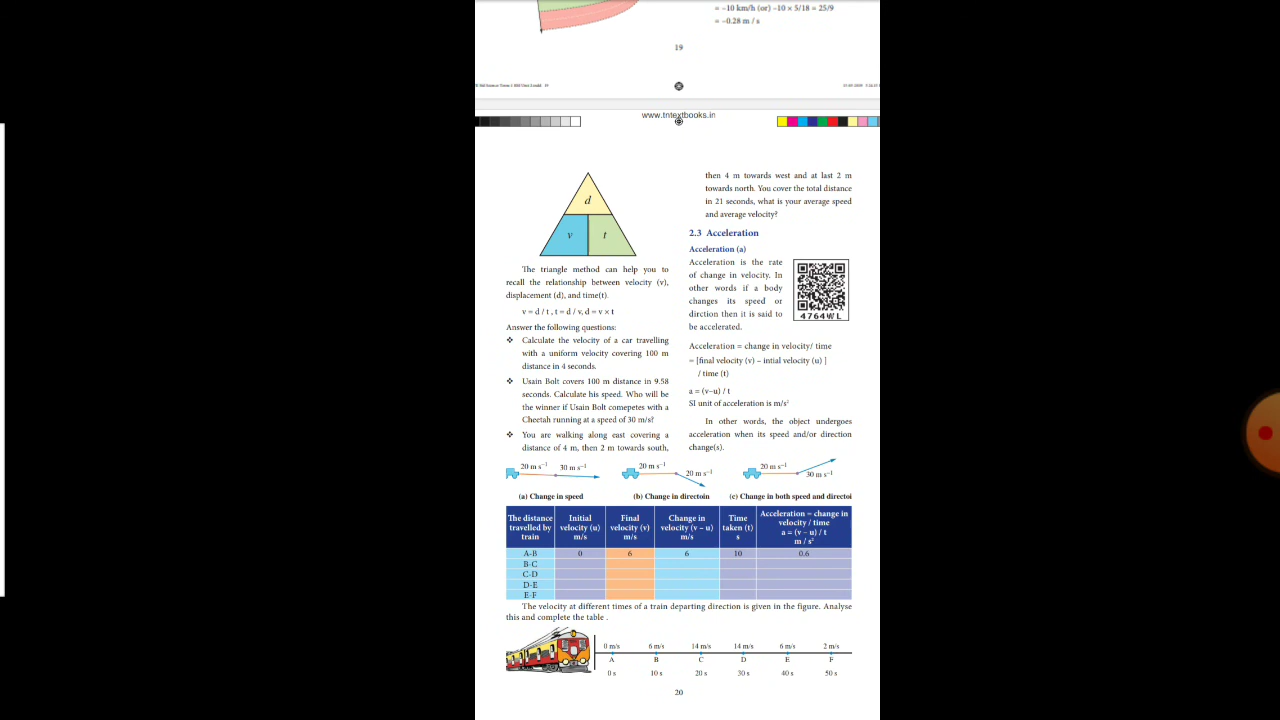 = −10 km/h (or) −10 × 5/18 = 25/9
= −0.28 m / s
19
www.tntextbooks.in
d
v t
The triangle method can help you to
recall the relationship between velocity (v),
displacement (d), and time(t)
v = d / t , t = d / v, d = v × t
Answer the following questions:
❖ Calculate the velocity of a car travelling
with a uniform velocity covering 100 m
distance in 4 seconds.
❖ Usain Bolt covers 100 m distance in 9.58
seconds. Calculate his speed. Who will be
the winner if Usain Bolt comepetes with a
Cheetah running at a speed of 30 m/s?
❖ You are walking along east covering a
distance of 4 m, then 2 m towards south,
then 4 m towards west and at last 2 m
towards north. You cover the total distance
in 21 seconds, what is your average speed
and average velocity?
2.3 Acceleration
Acceleration (a)
Acceleration is the rate
of change in velocity. In
other words if a body
changes its speed or
dirction then it is said to
be accelerated.
4764WL
Acceleration = change in velocity/ time
= [final velocity (v) – intial velocity (u) ]
/ time (t)
a = (v–u) / t
SI unit of acceleration is m/s²
In other words, the object undergoes
acceleration when its speed and/or direction
change(s).
20 m s⁻¹ 30 m s⁻¹
20 m s⁻¹ 20 m s⁻¹
20 m s⁻¹ 30 m s⁻¹
(a) Change in speed
(b) Change in directoin
(c) Change in both speed and directoi
The distance travelled by train | Initial velocity (u) m/s | Final velocity (v) m/s | Change in velocity (v – u) m/s | Time taken (t) s | Acceleration = change in velocity / time a = (v – u) / t m / s²
A-B 0 6 6 10 0.6
B-C
C-D
D-E
E-F
The velocity at different times of a train departing direction is given in the figure. Analyse
this and complete the table .
0 m/s 6 m/s 14 m/s 14 m/s 6 m/s 2 m/s
A B C D E F
0 s 10 s 20 s 30 s 40 s 50 s
20